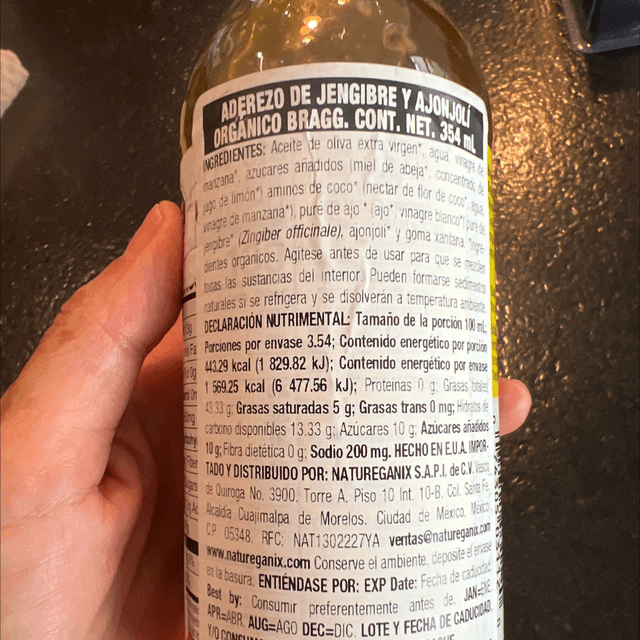 ADEREZO DE JENGIBRE Y AJONJOLÍ
ORGÁNICO BRAGG. CONT. NET. 354 mL
INGREDIENTES: Aceite de oliva extra virgen*, agua, vinagre de
manzana*, azúcares añadidos (miel de abeja*, concentrado de
jugo de limón*) aminos de coco* (nectar de flor de coco*, agua,
vinagre de manzana*), puré de ajo * (ajo*, vinagre blanco*) puré de
jengibre* (Zingiber officinale), ajonjolí* y goma xantana. *Ingre-
dientes orgánicos. Agítese antes de usar para que se mezclen
todas las sustancias del interior. Pueden formarse sedimentos
naturales si se refrigera y se disolverán a temperatura ambiente.
DECLARACIÓN NUTRIMENTAL: Tamaño de la porción 100 mL;
Porciones por envase 3.54; Contenido energético por porción
443.29 kcal (1 829.82 kJ); Contenido energético por envase
1 569.25 kcal (6 477.56 kJ); Proteínas 0 g; Grasas totales
43.33 g; Grasas saturadas 5 g; Grasas trans 0 mg; Hidratos de
carbono disponibles 13.33 g; Azúcares 10 g; Azúcares añadidos
10 g; Fibra dietética 0 g; Sodio 200 mg. HECHO EN E.U.A. IMPOR-
TADO Y DISTRIBUIDO POR: NATUREGANIX S.A.P.I. de C.V. Vasco
de Quiroga No. 3900, Torre A, Piso 10 Int. 10-B, Col. Santa Fe,
Alcaldía Cuajimalpa de Morelos, Ciudad de México, México
C.P. 05348. RFC: NAT1302227YA ventas@natureganix.com
www.natureganix.com Conserve el ambiente, deposite el envase
en la basura. ENTIÉNDASE POR: EXP Date: Fecha de caducidad
Best by: Consumir preferentemente antes de. JAN=ENE
APR=ABR. AUG=AGO DEC=DIC. LOTE Y FECHA DE CADUCIDAD
Y/O CONSUMO